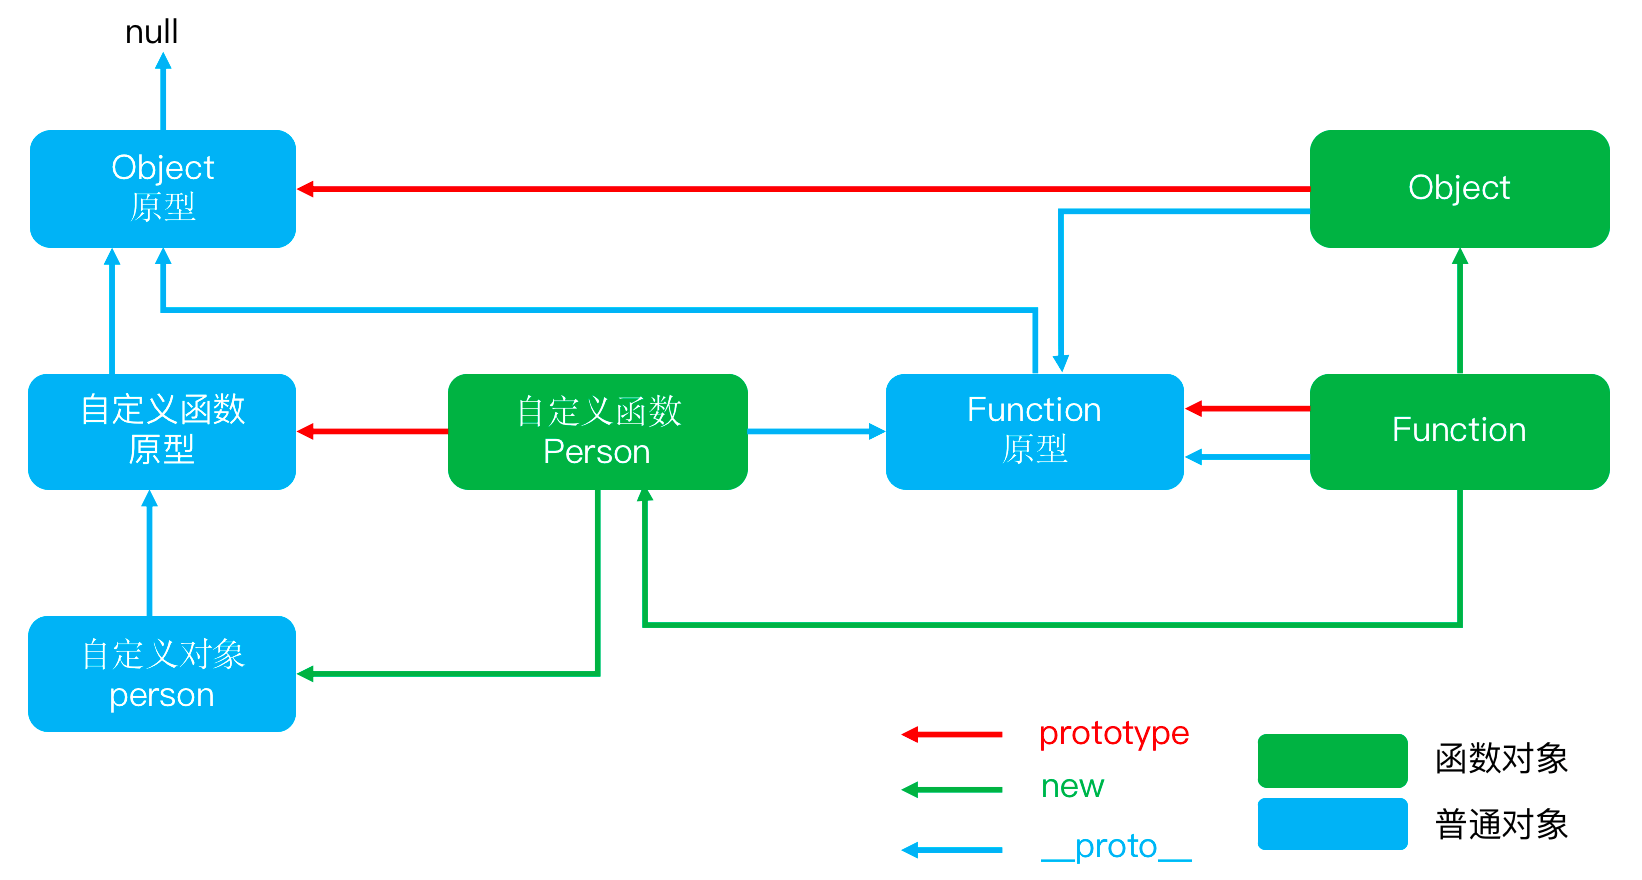 null
Object
原型
Object
自定义函数
原型
自定义函数
Person
Function
原型
Function
自定义对象
person
prototype
new
__proto__
函数对象
普通对象